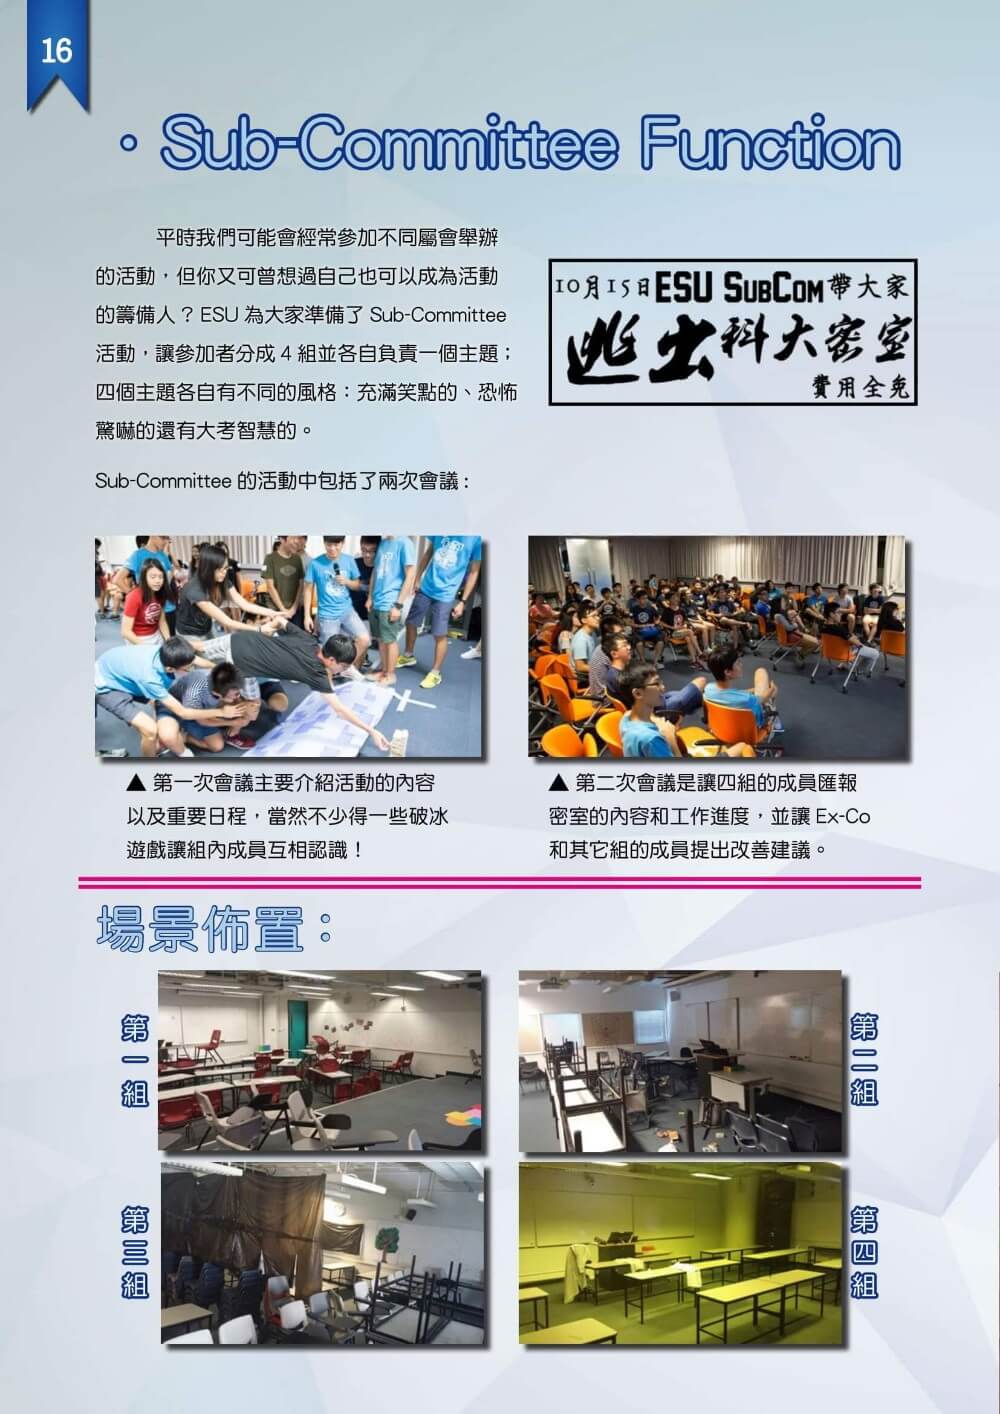 16
·Sub-Committee Function
平時我們可能會經常參加不同屬會舉辦
的活動，但你又可曾想過自己也可以成為活動
的籌備人？ESU 為大家準備了 Sub-Committee
活動，讓參加者分成 4 組並各自負責一個主題；
四個主題各自有不同的風格：充滿笑點的、恐怖
驚嚇的還有大考智慧的。
10月15日ESU SUBCOM帶大家
逃出科大密室
費用全免
Sub-Committee 的活動中包括了兩次會議：
▲ 第一次會議主要介紹活動的內容
以及重要日程，當然不少得一些破冰
遊戲讓組內成員互相認識！
▲ 第二次會議是讓四組的成員匯報
密室的內容和工作進度，並讓 Ex-Co
和其它組的成員提出改善建議。
場景佈置：
第一組
第二組
第三組
第四組